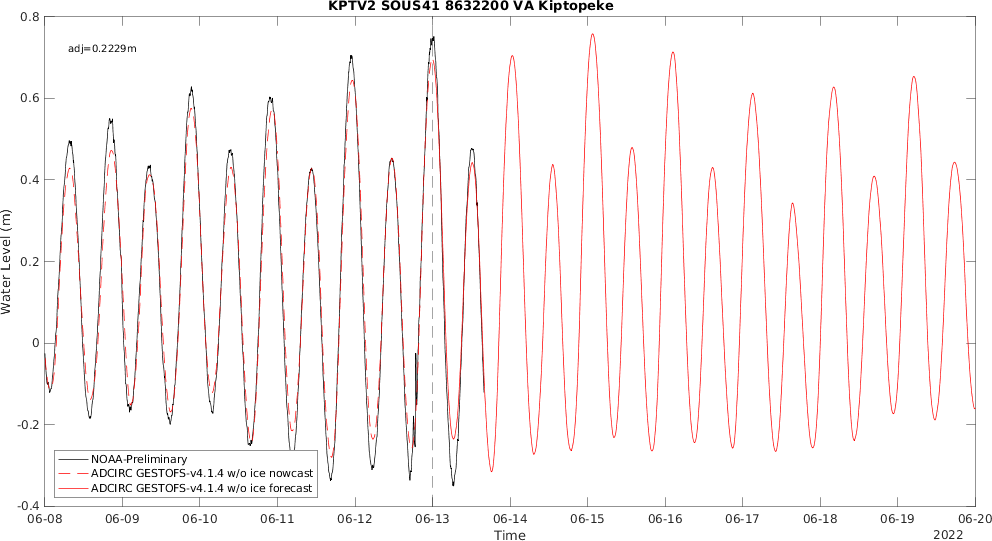 KPTV2 SOUS41 8632200 VA Kiptopeke
adj=0.2229m
0.8
0.6
0.4
0.2
0
-0.2
-0.4
Water Level (m)
NOAA-Preliminary
ADCIRC GESTOFS-v4.1.4 w/o ice nowcast
ADCIRC GESTOFS-v4.1.4 w/o ice forecast
06-08 06-09 06-10 06-11 06-12 06-13 06-14 06-15 06-16 06-17 06-18 06-19 06-20
Time
2022